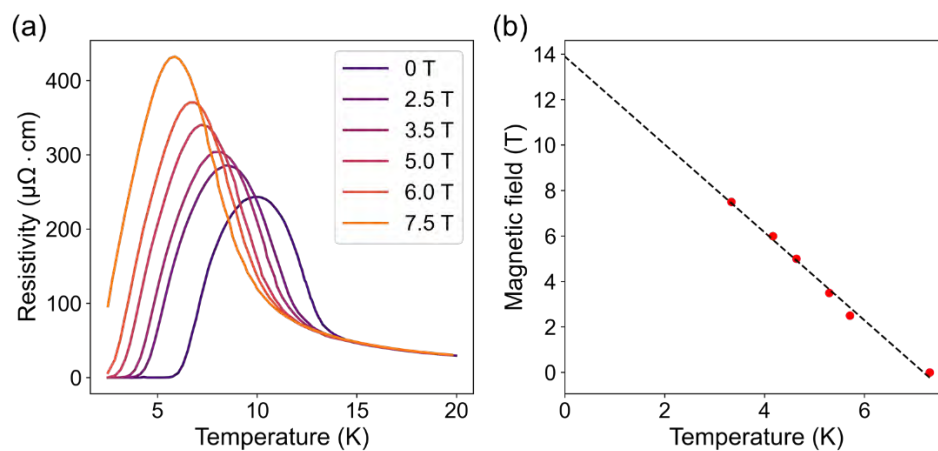 (a)
400
300
200
100
0
Resistivity (μΩ·cm)
5
10
15
20
Temperature (K)
0 T
2.5 T
3.5 T
5.0 T
6.0 T
7.5 T
(b)
14
12
10
8
6
4
2
0
Magnetic field (T)
0
2
4
6
Temperature (K)